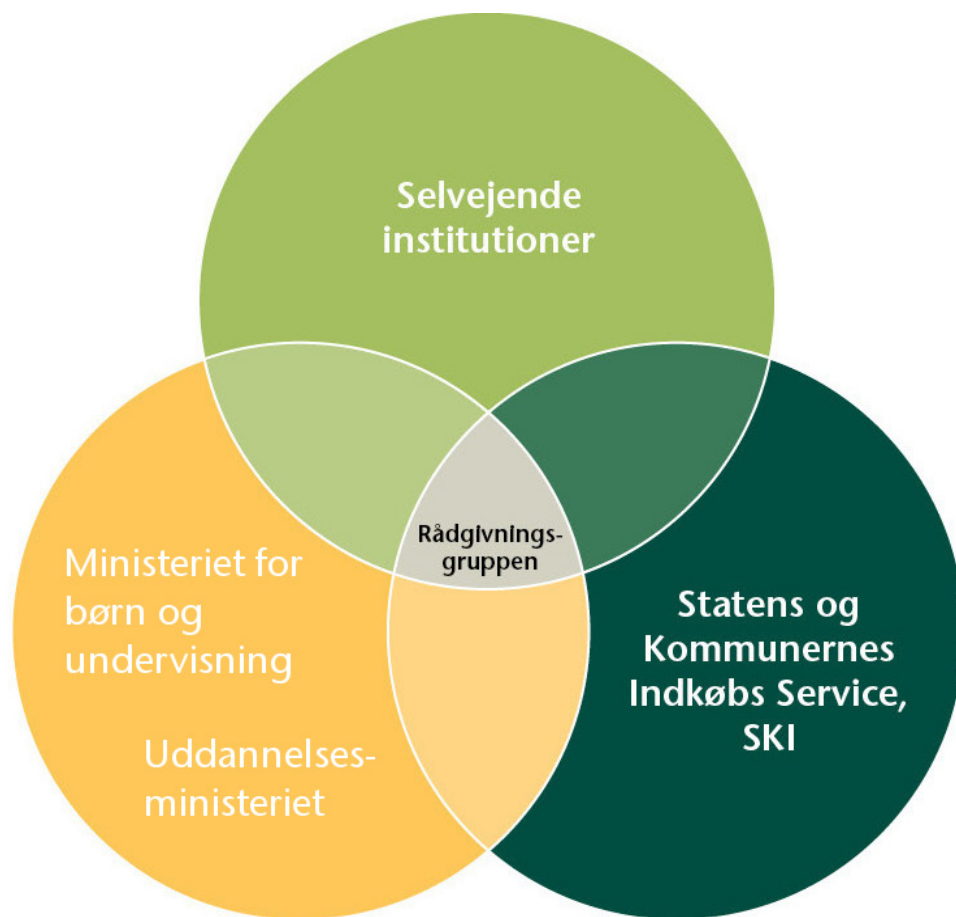 Selvejende
institutioner
Rådgivnings-
gruppen
Ministeriet for
børn og
undervisning
Uddannelses-
ministeriet
Statens og
Kommunernes
Indkøbs Service,
SKI